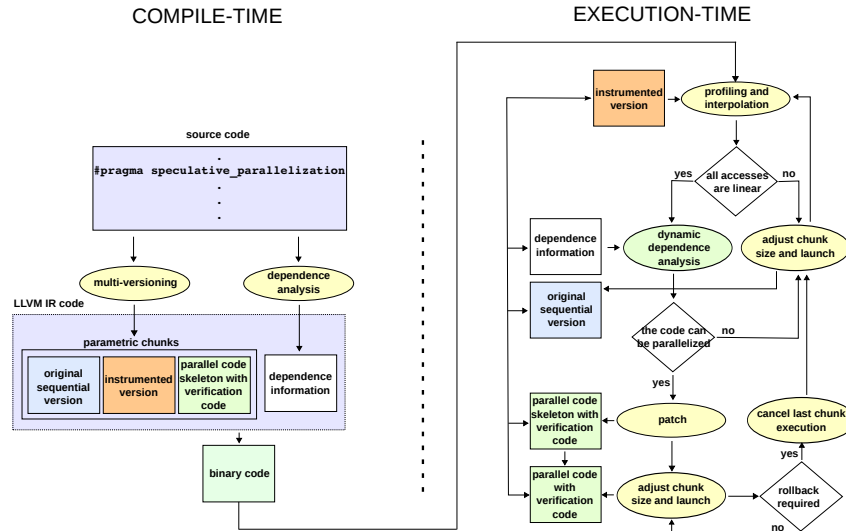 COMPILE-TIME
source code
.
#pragma speculative_parallelization
.
.
.
.
multi-versioning
dependence
analysis
LLVM IR code
parametric chunks
original
sequential
version
instrumented
version
parallel code
skeleton with
verification
code
dependence
information
binary code
EXECUTION-TIME
instrumented
version
profiling and
interpolation
all accesses
are linear
yes
no
dependence
information
dynamic
dependence
analysis
adjust chunk
size and launch
original
sequential
version
the code can
be parallelized
no
yes
parallel code
skeleton with
verification
code
patch
cancel last chunk
execution
yes
parallel code
with
verification
code
adjust chunk
size and launch
rollback
required
no